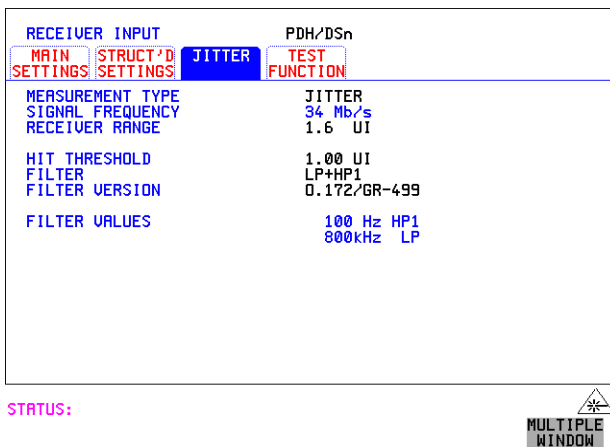 RECEIVER INPUT PDH/DSn
MAIN SETTINGS STRUCT'D SETTINGS JITTER TEST FUNCTION
MEASUREMENT TYPE JITTER
SIGNAL FREQUENCY 34 Mb/s
RECEIVER RANGE 1.6 UI
HIT THRESHOLD 1.00 UI
FILTER LP+HP1
FILTER VERSION O.172/GR-499
FILTER VALUES 100 Hz HP1
800kHz LP
STATUS:
MULTIPLE
WINDOW